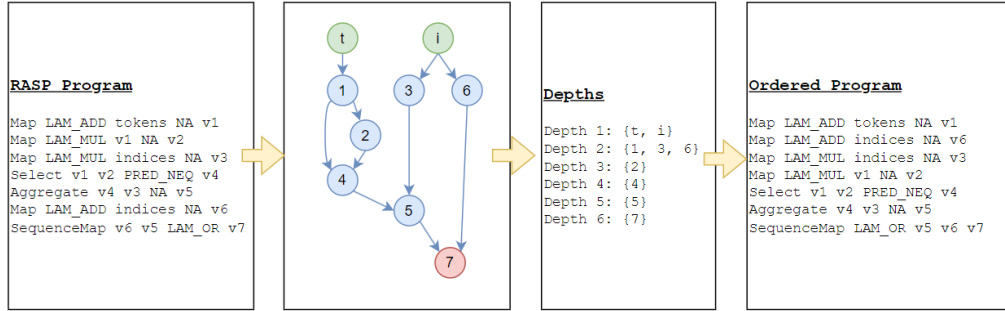 RASP Program
Map LAM_ADD tokens NA v1
Map LAM_MUL v1 NA v2
Map LAM_MUL indices NA v3
Select v1 v2 PRED_NEQ v4
Aggregate v4 v3 NA v5
Map LAM_ADD indices NA v6
SequenceMap v6 v5 LAM_OR v7
t
i
1
3
6
2
4
5
7
Depths
Depth 1: {t, i}
Depth 2: {1, 3, 6}
Depth 3: {2}
Depth 4: {4}
Depth 5: {5}
Depth 6: {7}
Ordered Program
Map LAM_ADD tokens NA v1
Map LAM_ADD indices NA v6
Map LAM_MUL indices NA v3
Map LAM_MUL v1 NA v2
Select v1 v2 PRED_NEQ v4
Aggregate v4 v3 NA v5
SequenceMap LAM_OR v5 v6 v7